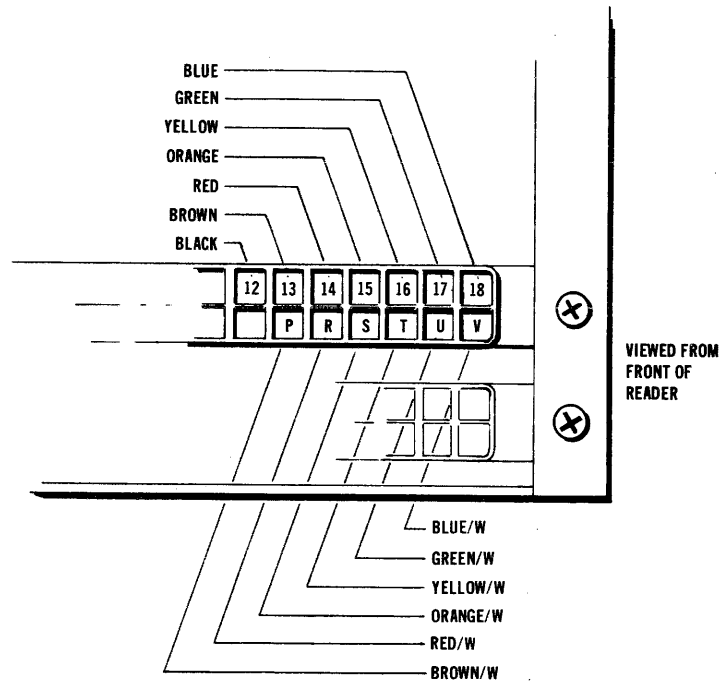 BLUE
GREEN
YELLOW
ORANGE
RED
BROWN
BLACK
12 13 14 15 16 17 18
P R S T U V
VIEWED FROM
FRONT OF
READER
BLUE/W
GREEN/W
YELLOW/W
ORANGE/W
RED/W
BROWN/W